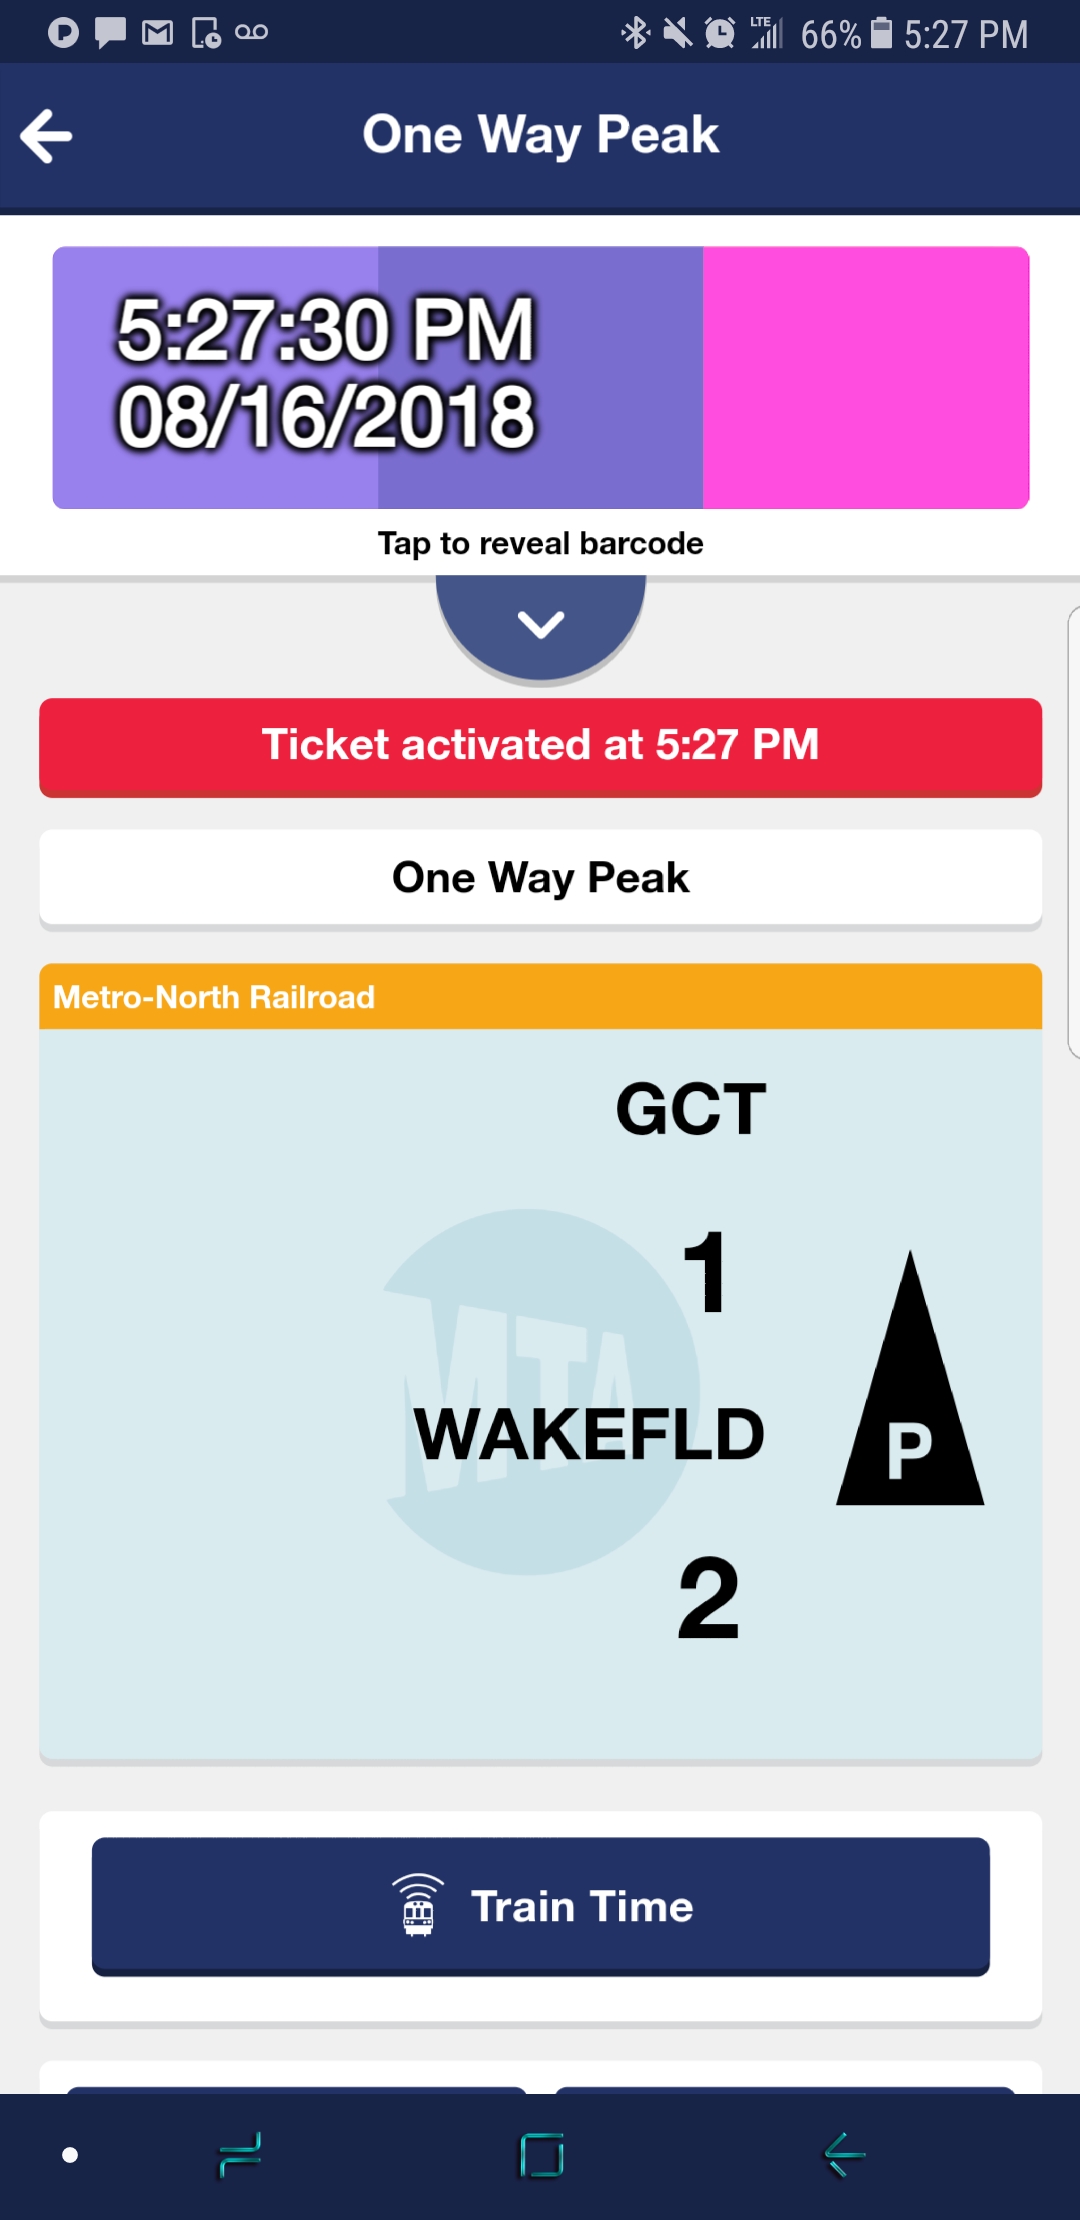 LTE 66% 5:27 PM
One Way Peak
5:27:30 PM
08/16/2018
Tap to reveal barcode
Ticket activated at 5:27 PM
One Way Peak
Metro-North Railroad
GCT
1
MTA
WAKEFLD
P
2
Train Time